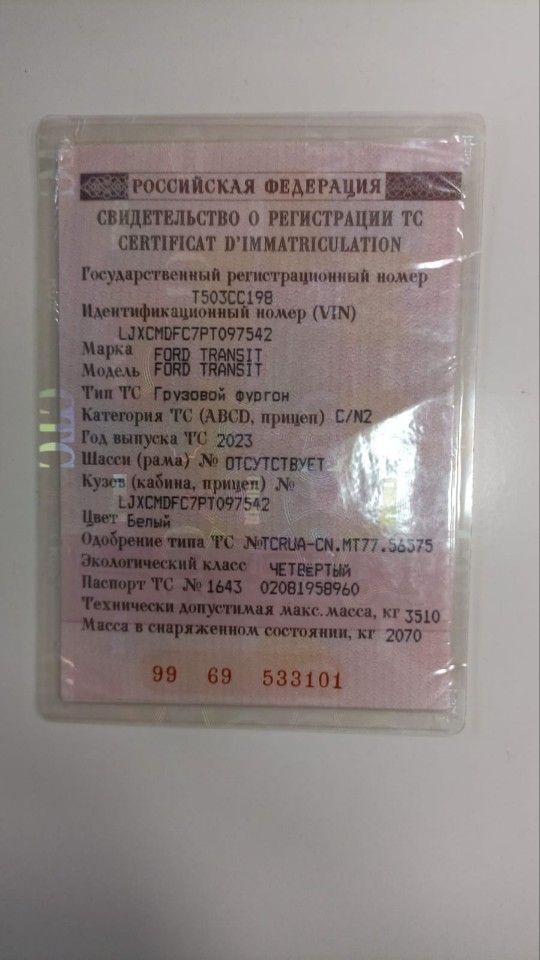 РОССИЙСКАЯ ФЕДЕРАЦИЯ
СВИДЕТЕЛЬСТВО О РЕГИСТРАЦИИ ТС
CERTIFICAT D'IMMATRICULATION
Государственный регистрационный номер
Т503СС198
Идентификационный номер (VIN)
LJXCMDFC7PT097542
Марка FORD TRANSIT
Модель FORD TRANSIT
Тип ТС Грузовой фургон
Категория ТС (ABCD, прицеп) C/N2
Год выпуска ТС 2023
Шасси (рама) № ОТСУТСТВУЕТ
Кузов (кабина, прицеп) №
LJXCMDFC7PT097542
Цвет Белый
Одобрение типа ТС №TCRUA-CN.MT77.56575
Экологический класс ЧЕТВЕРТЫЙ
Паспорт ТС № 1643 02081958960
Технически допустимая макс. масса, кг 3510
Масса в снаряженном состоянии, кг 2070
99 69 533101